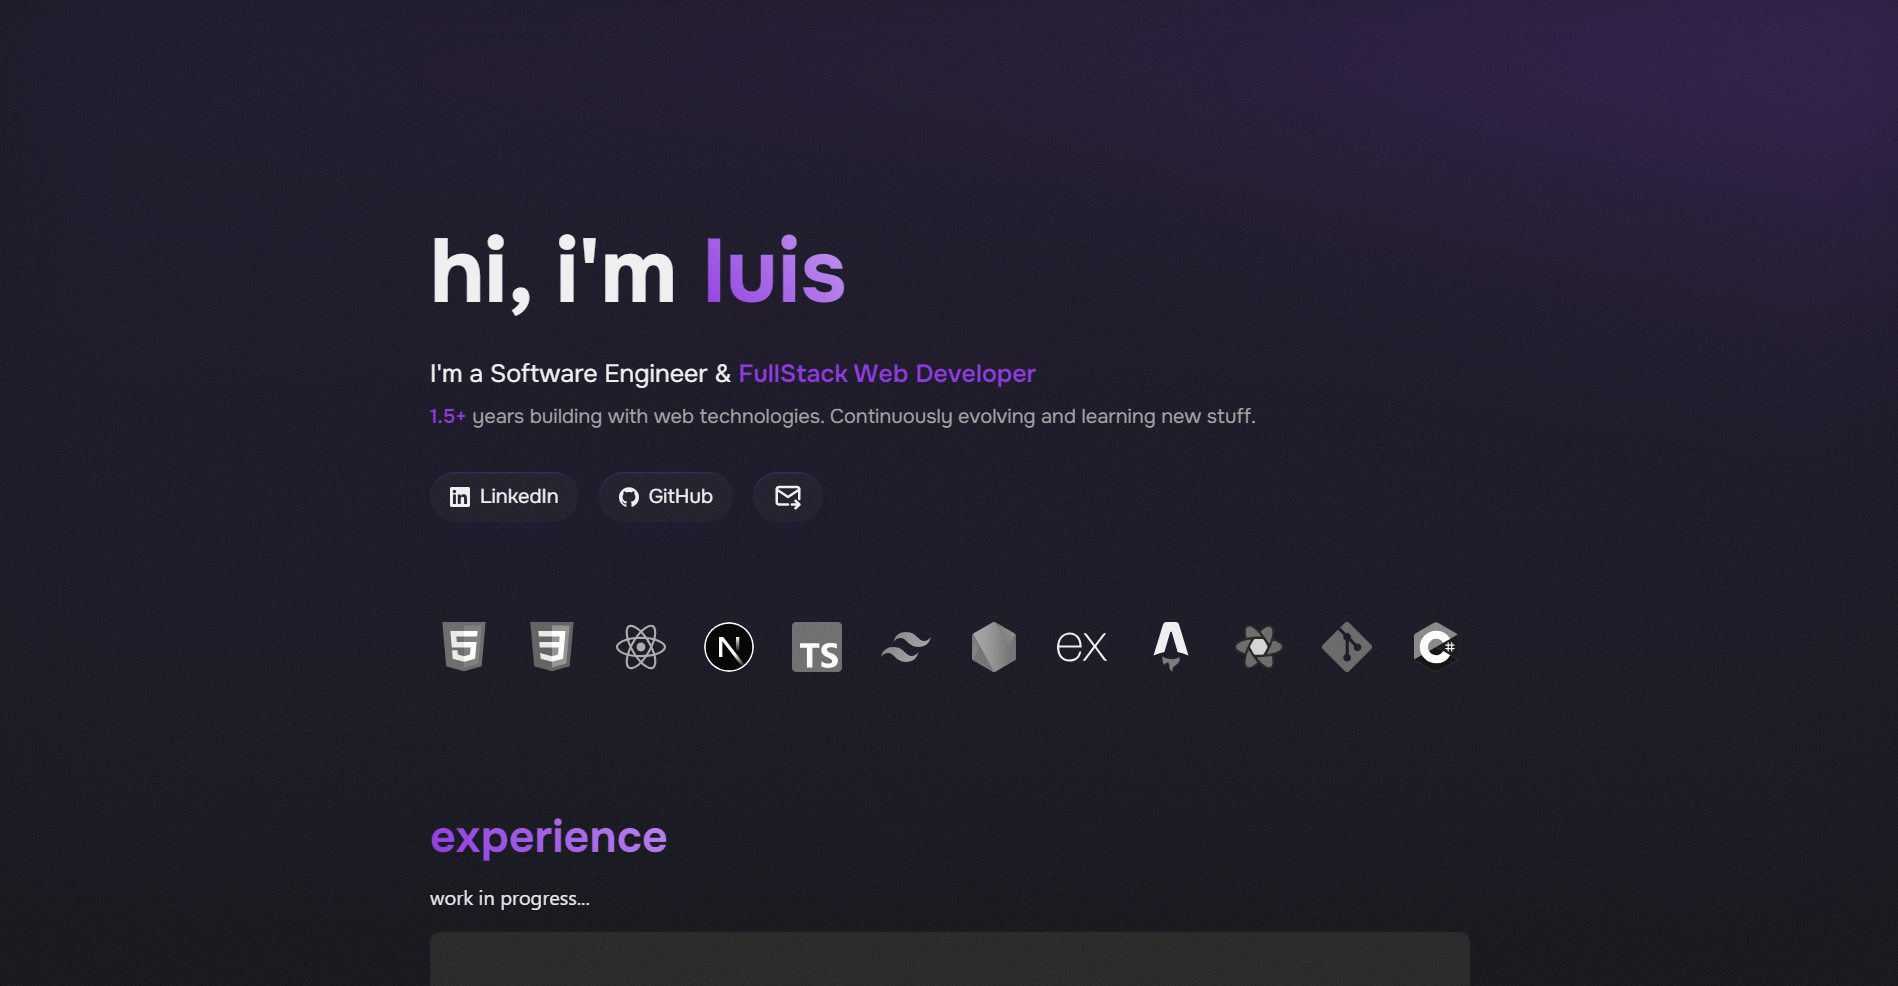 hi, i'm luis
I'm a Software Engineer & FullStack Web Developer
1.5+ years building with web technologies. Continuously evolving and learning new stuff.
LinkedIn GitHub
5 3 N TS ex C#
experience
work in progress...